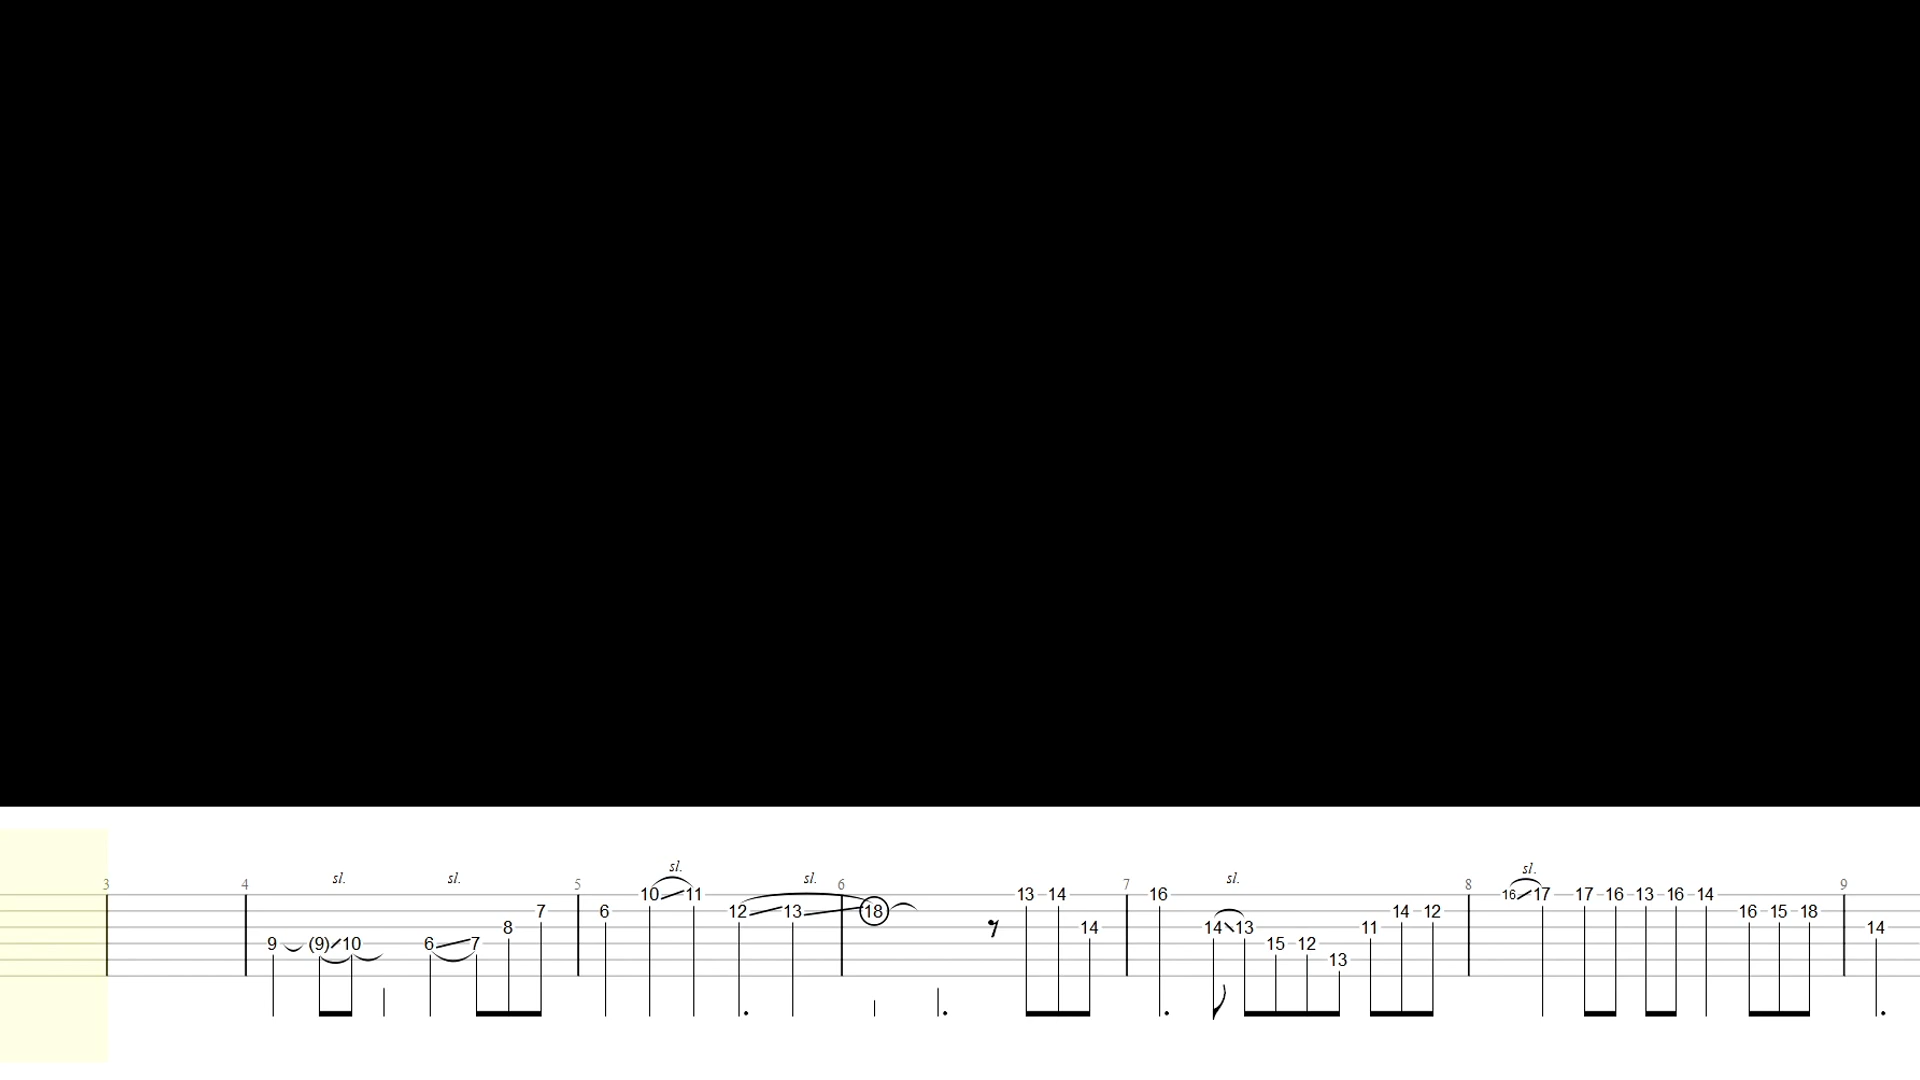 sl.
sl. sl. sl. sl. sl.
3 4 5 6 7 8 9
10 11 13 14 16 16 17 17 16 13 16 14
7 6 12 13 18 14 12 16 15 18
8 14 14 13 11 14
9 (9) 10 6 7 15 12
13